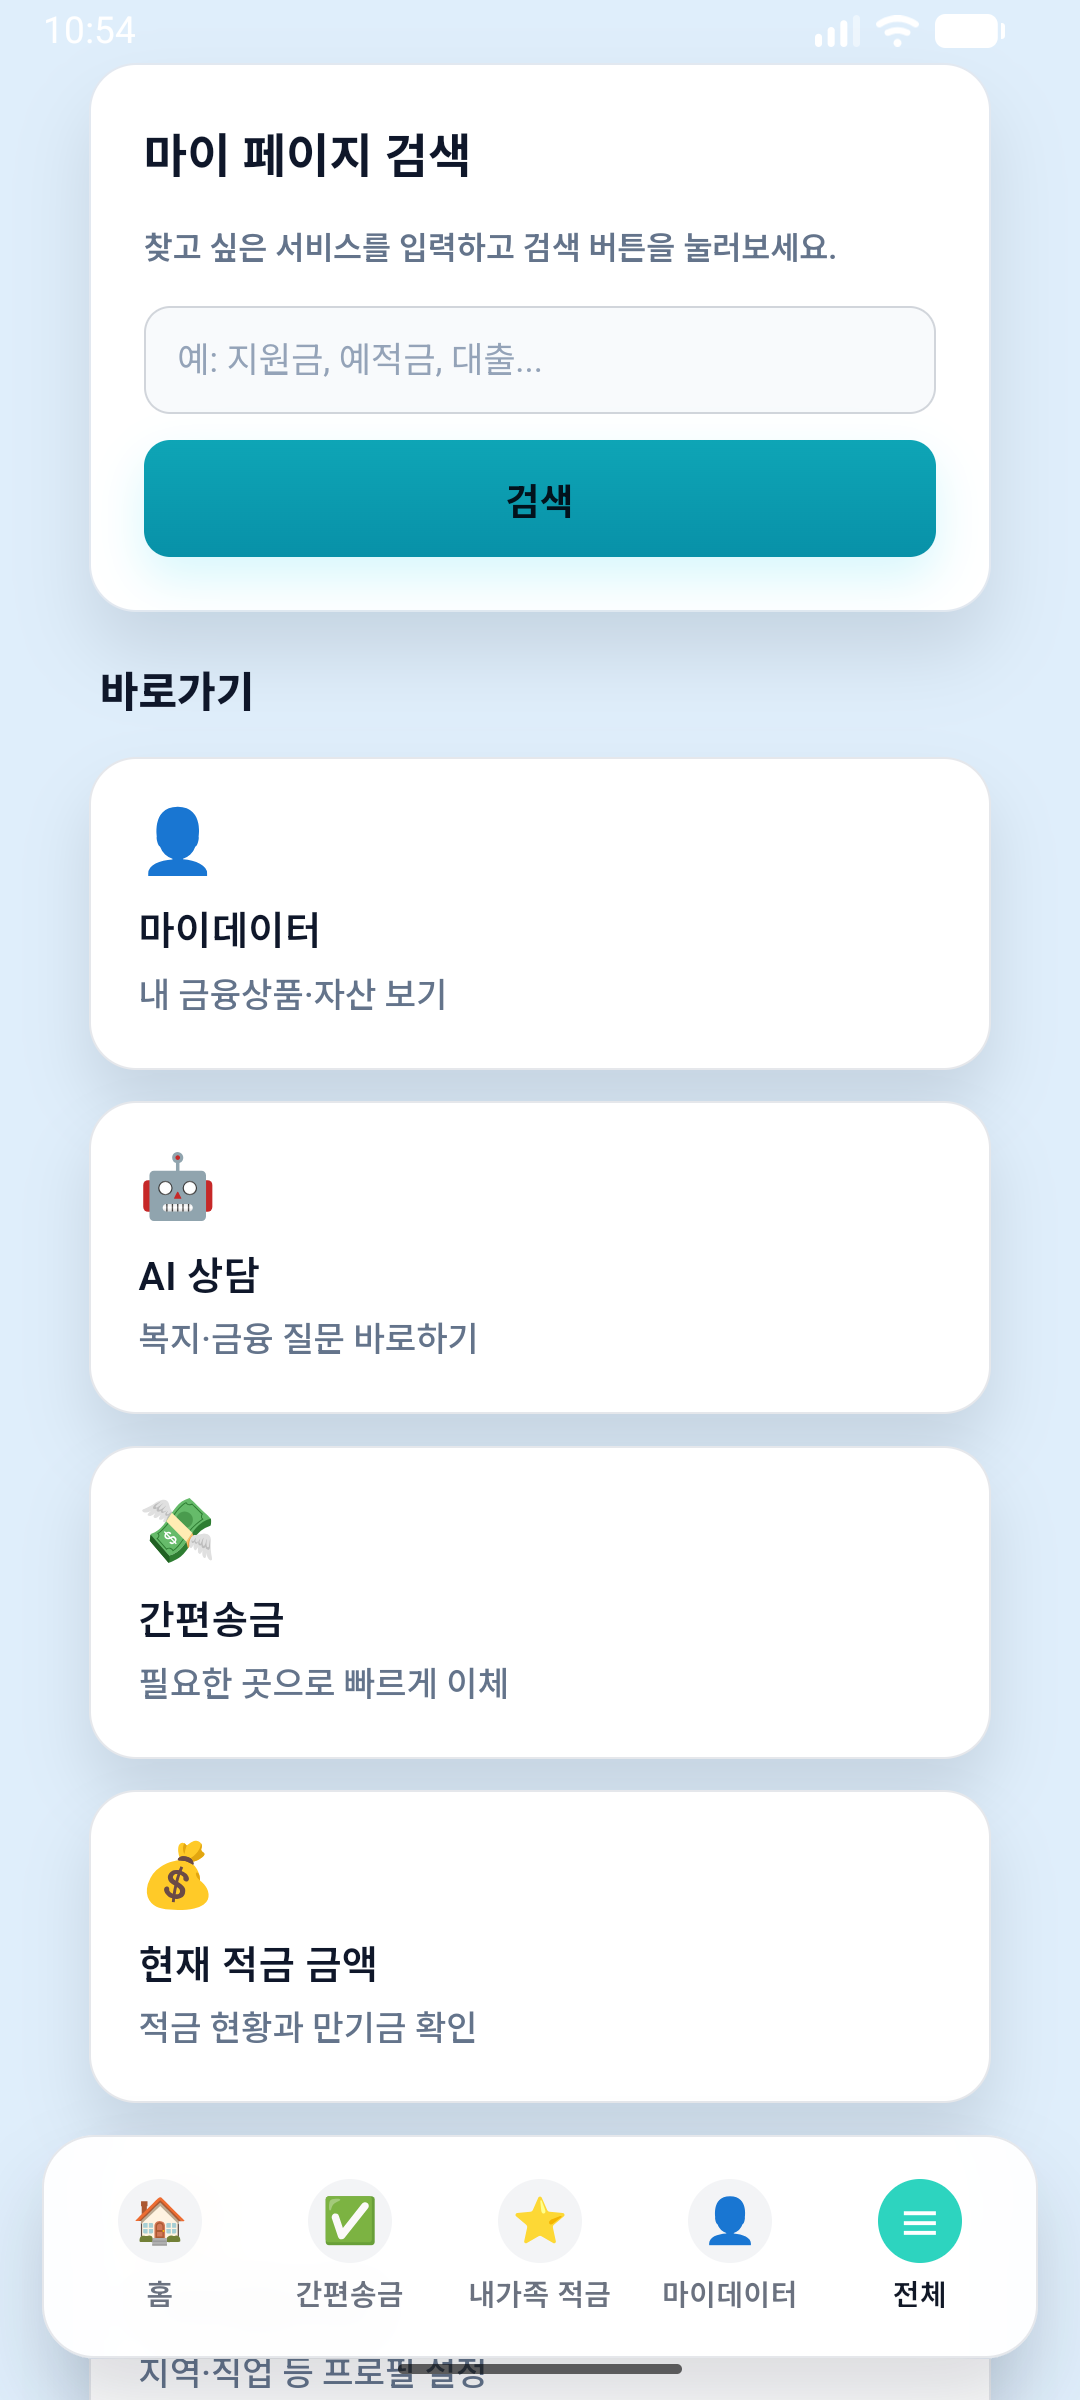 10:54
마이 페이지 검색
찾고 싶은 서비스를 입력하고 검색 버튼을 눌러보세요.
예: 지원금, 예적금, 대출...
검색
바로가기
마이데이터
내 금융상품·자산 보기
AI 상담
복지·금융 질문 바로하기
간편송금
필요한 곳으로 빠르게 이체
현재 적금 금액
적금 현황과 만기금 확인
홈
간편송금
내가족 적금
마이데이터
전체
지역·직업 등 프로필 설정